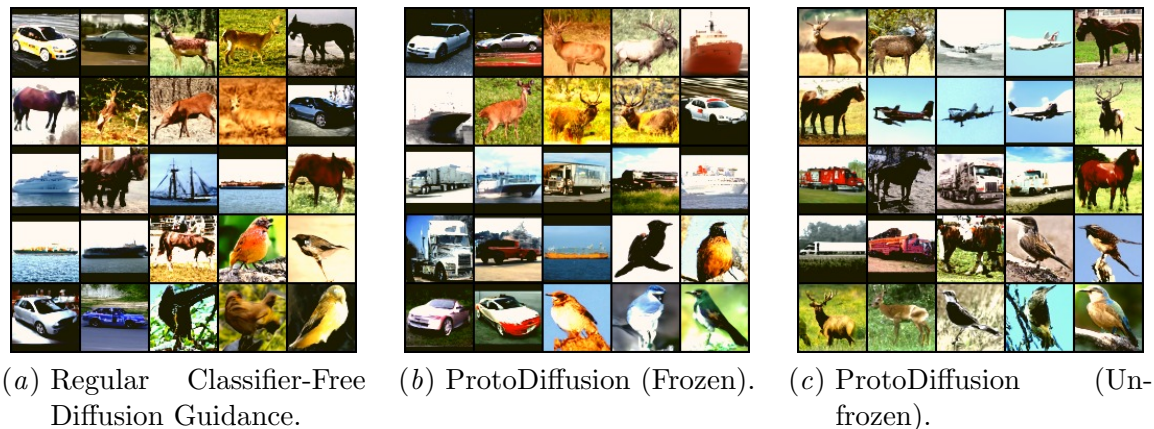 (a) Regular Classifier-Free
Diffusion Guidance.
(b) ProtoDiffusion (Frozen).
(c) ProtoDiffusion (Un-
frozen).